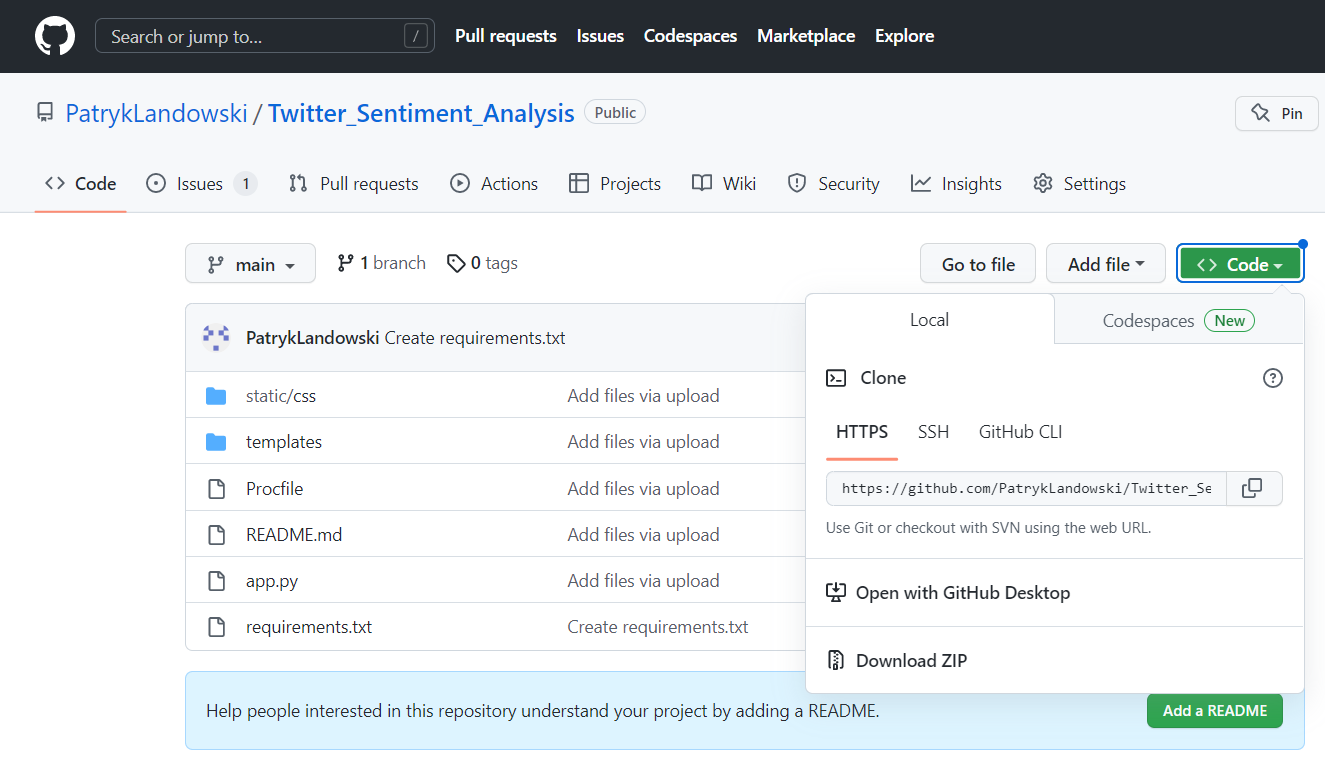 Search or jump to... / Pull requests Issues Codespaces Marketplace Explore
PatrykLandowski / Twitter_Sentiment_Analysis Public Pin
<> Code Issues 1 Pull requests Actions Projects Wiki Security Insights Settings
main 1 branch 0 tags Go to file Add file <> Code
Local Codespaces New
PatrykLandowski Create requirements.txt
Clone
static/css Add files via upload
HTTPS SSH GitHub CLI
templates Add files via upload
Procfile Add files via upload
https://github.com/PatrykLandowski/Twitter_Se
Use Git or checkout with SVN using the web URL.
README.md Add files via upload
app.py Add files via upload
Open with GitHub Desktop
requirements.txt Create requirements.txt
Download ZIP
Help people interested in this repository understand your project by adding a README. Add a README